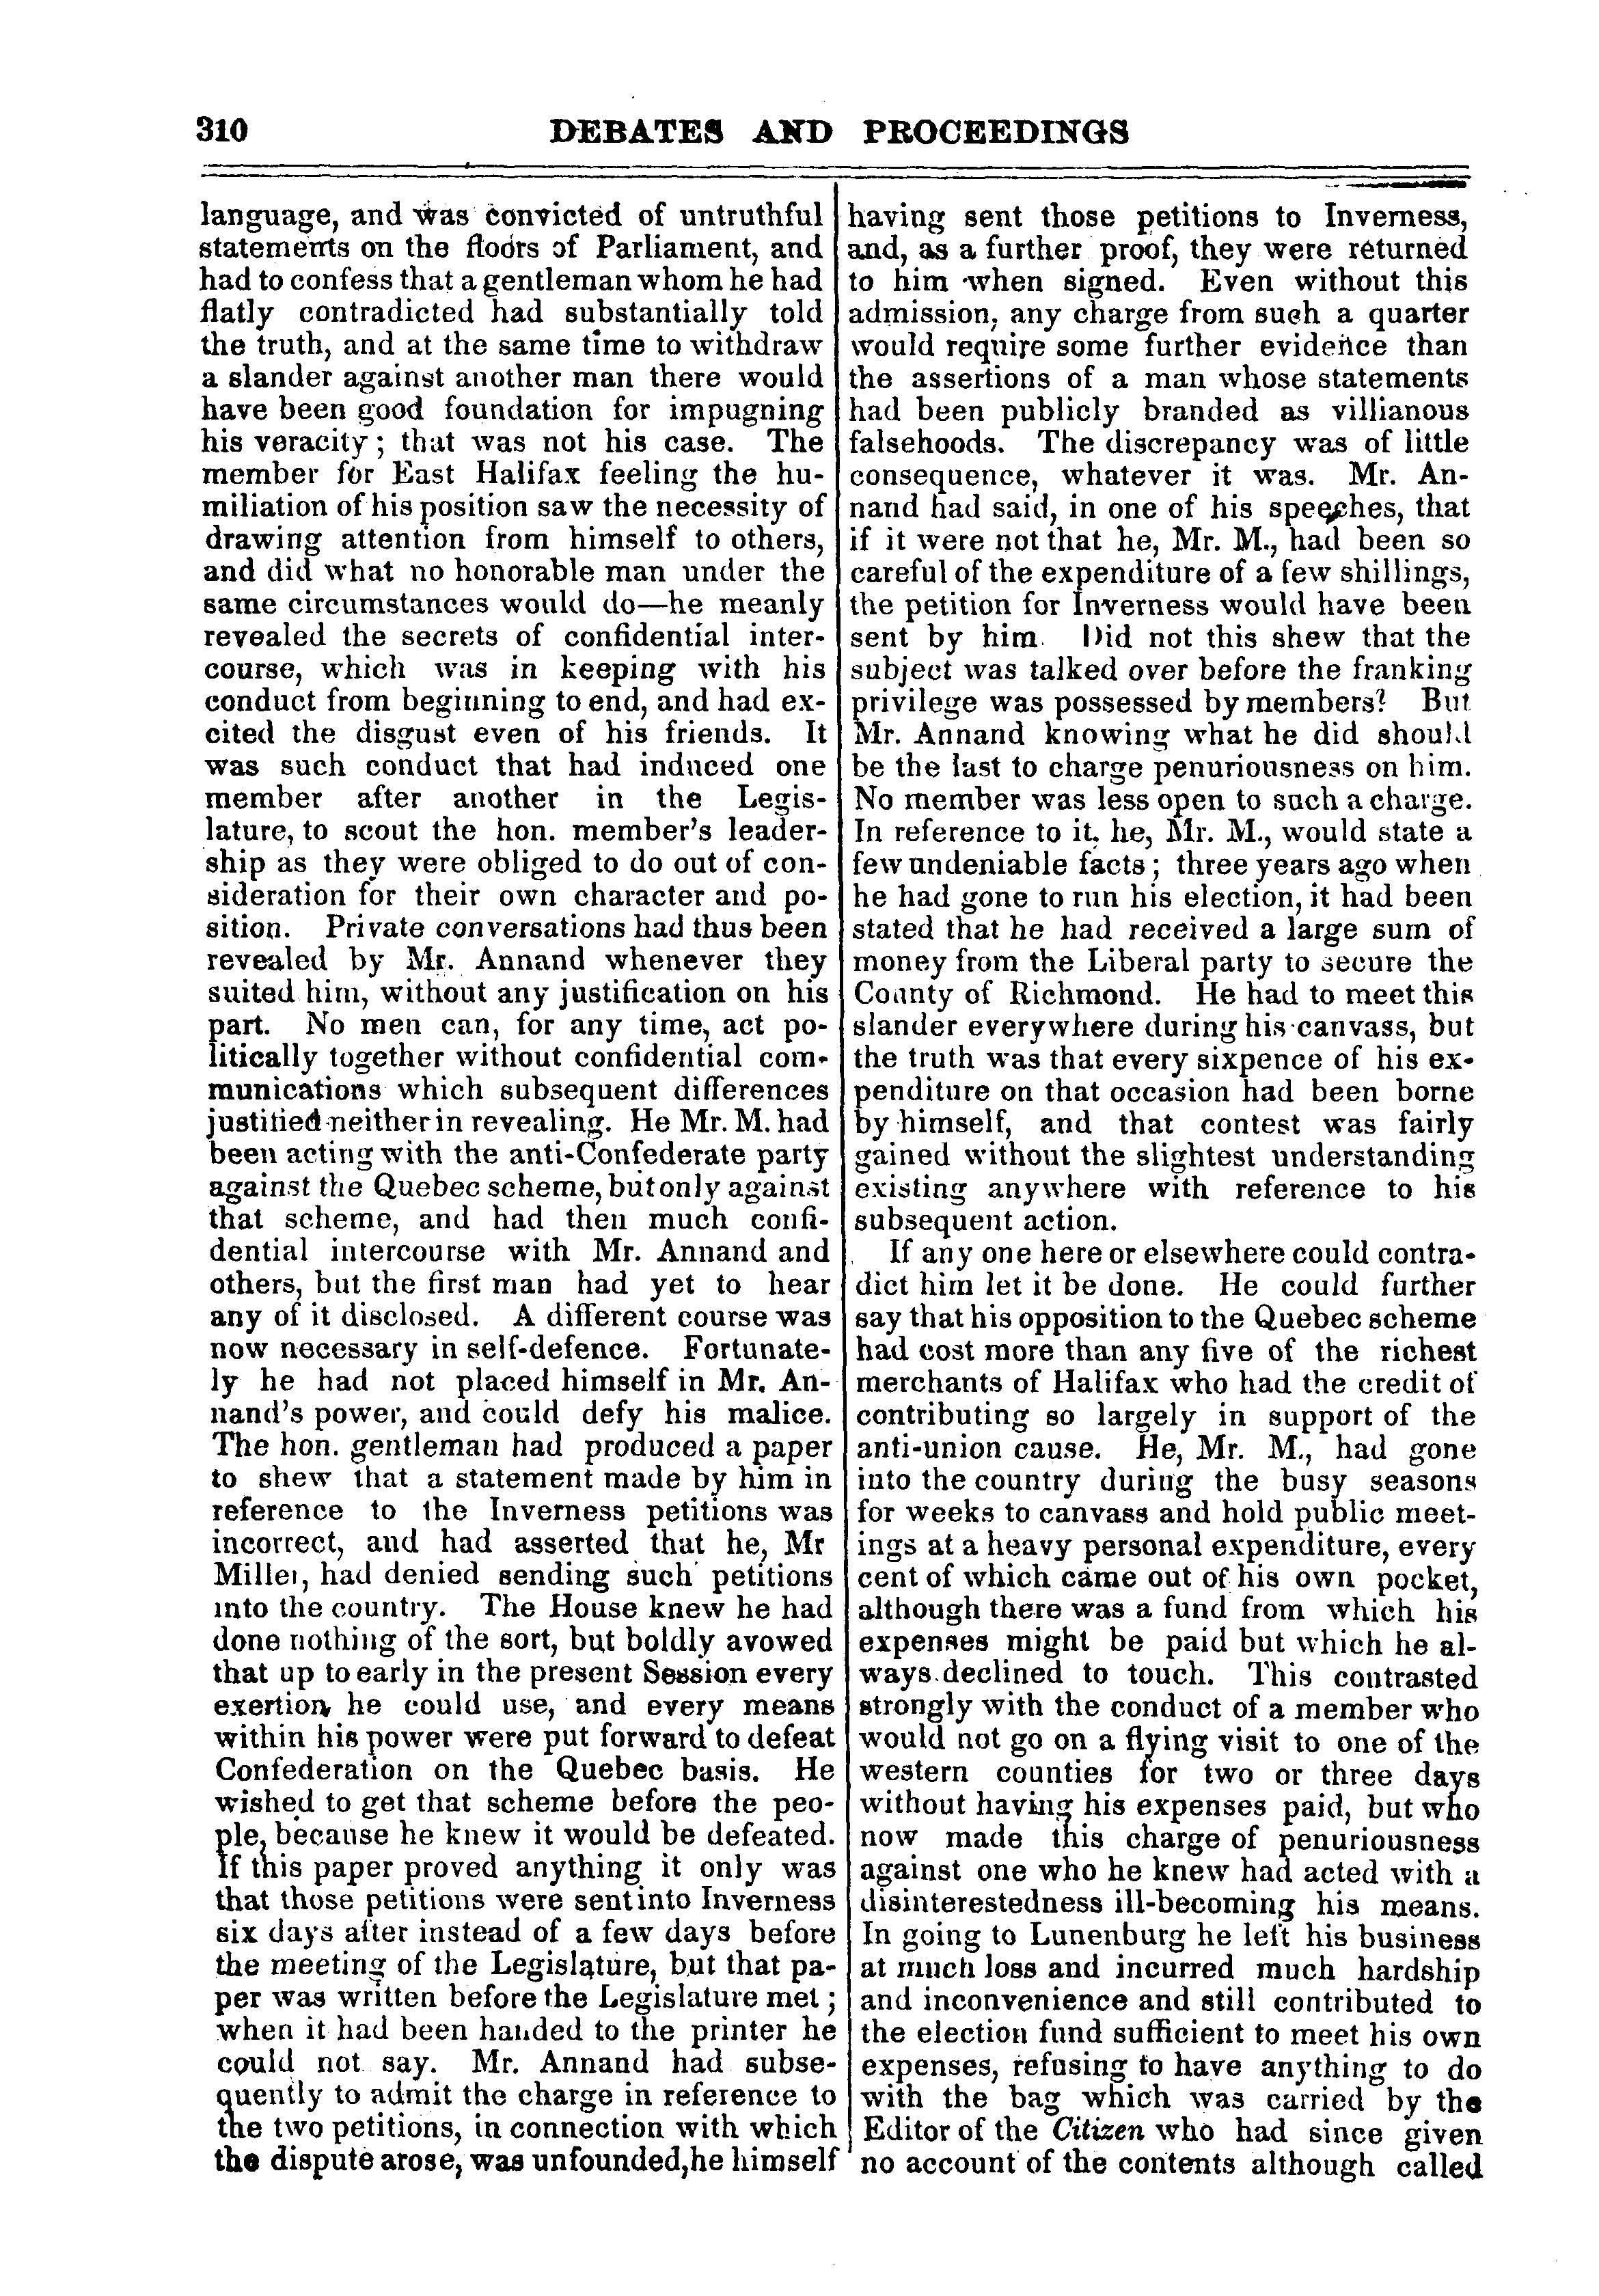 310 DEBATES AND PROCEEDINGS
language, and was convicted of untruthful
statements on the floors of Parliament, and
had to confess that a gentleman whom he had
flatly contradicted had substantially told
the truth, and at the same time to withdraw
a slander against another man there would
have been good foundation for impugning
his veracity; that was not his case. The
member for East Halifax feeling the hu-
miliation of his position saw the necessity of
drawing attention from himself to others,
and did what no honorable man under the
same circumstances would do—he meanly
revealed the secrets of confidential inter-
course, which was in keeping with his
conduct from beginning to end, and had ex-
cited the disgust even of his friends. It
was such conduct that had induced one
member after another in the Legis-
lature, to scout the hon. member's leader-
ship as they were obliged to do out of con-
sideration for their own character and po-
sition. Private conversations had thus been
revealed by Mr. Annand whenever they
suited him, without any justification on his
part. No men can, for any time, act po-
litically together without confidential com-
munications which subsequent differences
justified neither in revealing. He Mr. M. had
been acting with the anti-Confederate party
against the Quebec scheme, but only against
that scheme, and had then much confi-
dential intercourse with Mr. Annand and
others, but the first man had yet to hear
any of it disclosed. A different course was
now necessary in self-defence. Fortunate-
ly he had not placed himself in Mr. An-
nand's power, and could defy his malice.
The hon. gentleman had produced a paper
to shew that a statement made by him in
reference to the Inverness petitions was
incorrect, and had asserted that he, Mr
Miller, had denied sending such petitions
into the country. The House knew he had
done nothing of the sort, but boldly avowed
that up to early in the present Session every
exertion he could use, and every means
within his power were put forward to defeat
Confederation on the Quebec basis. He
wished to get that scheme before the peo-
ple, because he knew it would be defeated.
If this paper proved anything it only was
that those petitions were sent into Inverness
six days after instead of a few days before
the meeting of the Legislature, but that pa-
per was written before the Legislature met;
when it had been handed to the printer he
could not say. Mr. Annand had subse-
quently to admit the charge in reference to
the two petitions, in connection with which
the dispute arose, was unfounded, he himself
having sent those petitions to Inverness,
and, as a further proof, they were returned
to him when signed. Even without this
admission, any charge from such a quarter
would require some further evidence than
the assertions of a man whose statements
had been publicly branded as villianous
falsehoods. The discrepancy was of little
consequence, whatever it was. Mr. An-
nand had said, in one of his speeches, that
if it were not that he, Mr. M., had been so
careful of the expenditure of a few shillings,
the petition for Inverness would have been
sent by him. Did not this shew that the
subject was talked over before the franking
privilege was possessed by members? But
Mr. Annand knowing what he did should
be the last to charge penuriousness on him.
No member was less open to such a charge.
In reference to it, he, Mr. M., would state a
few undeniable facts; three years ago when
he had gone to run his election, it had been
stated that he had received a large sum of
money from the Liberal party to secure the
County of Richmond. He had to meet this
slander everywhere during his canvass, but
the truth was that every sixpence of his ex-
penditure on that occasion had been borne
by himself, and that contest was fairly
gained without the slightest understanding
existing anywhere with reference to his
subsequent action.
If any one here or elsewhere could contra-
dict him let it be done. He could further
say that his opposition to the Quebec scheme
had cost more than any five of the richest
merchants of Halifax who had the credit of
contributing so largely in support of the
anti-union cause. He, Mr. M., had gone
into the country during the busy seasons
for weeks to canvass and hold public meet-
ings at a heavy personal expenditure, every
cent of which came out of his own pocket,
although there was a fund from which his
expenses might be paid but which he al-
ways declined to touch. This contrasted
strongly with the conduct of a member who
would not go on a flying visit to one of the
western counties for two or three days
without having his expenses paid, but who
now made this charge of penuriousness
against one who he knew had acted with a
disinterestedness ill-becoming his means.
In going to Lunenburg he left his business
at much loss and incurred much hardship
and inconvenience and still contributed to
the election fund sufficient to meet his own
expenses, refusing to have anything to do
with the bag which was carried by the
Editor of the Citizen who had since given
no account of the contents although called